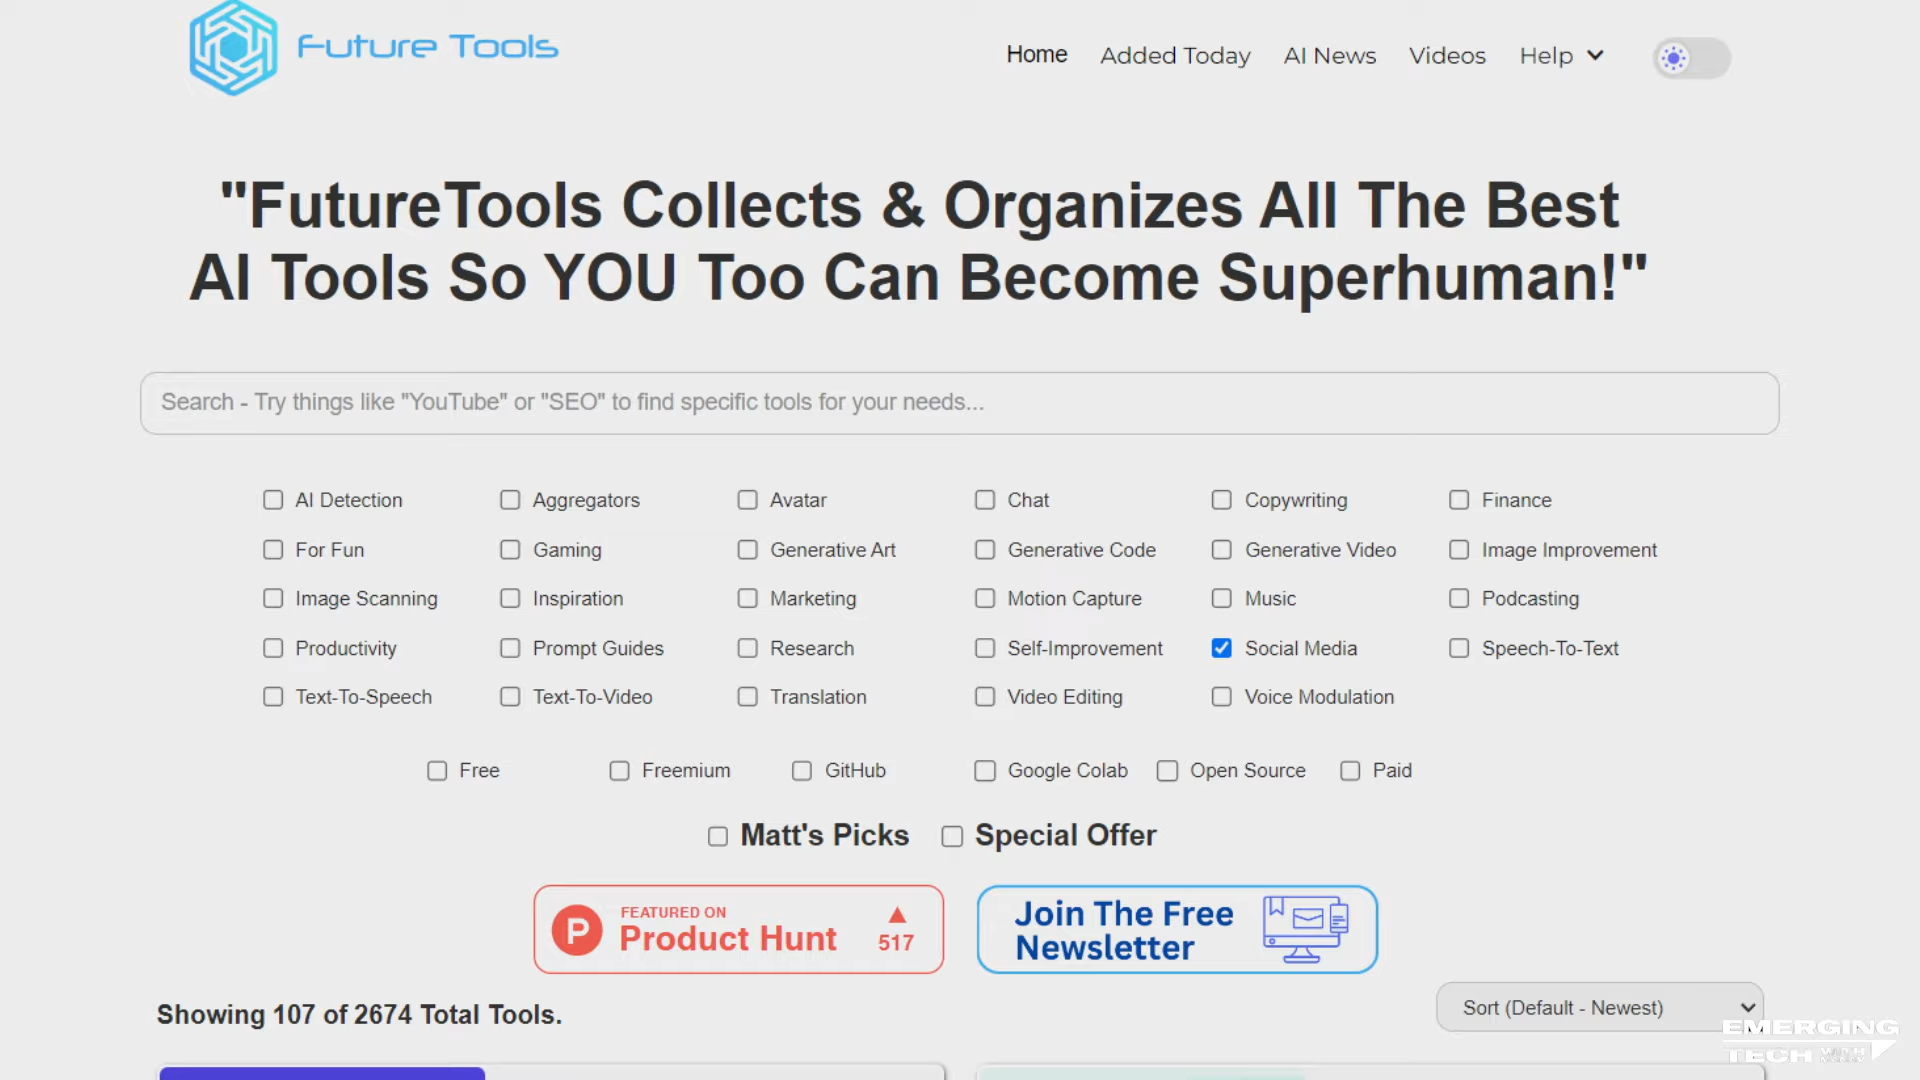 Future Tools
Home Added Today AI News Videos Help
"FutureTools Collects & Organizes All The Best
AI Tools So YOU Too Can Become Superhuman!"
Search - Try things like "YouTube" or "SEO" to find specific tools for your needs...
AI Detection Aggregators Avatar Chat Copywriting Finance
For Fun Gaming Generative Art Generative Code Generative Video Image Improvement
Image Scanning Inspiration Marketing Motion Capture Music Podcasting
Productivity Prompt Guides Research Self-Improvement Social Media Speech-To-Text
Text-To-Speech Text-To-Video Translation Video Editing Voice Modulation
Free Freemium GitHub Google Colab Open Source Paid
Matt's Picks Special Offer
P
FEATURED ON
Product Hunt
517
Join The Free
Newsletter
Showing 107 of 2674 Total Tools.
Sort (Default - Newest)
EMERGING
TECH WITH